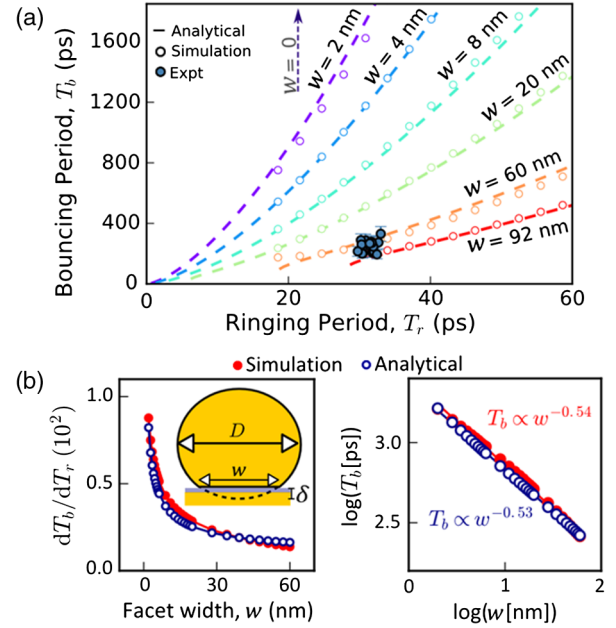 (a)
1600
1200
800
400
0
Bouncing Period, T_b (ps)
Analytical
Simulation
Expt
w = 0
w = 2 nm
w = 4 nm
w = 8 nm
w = 20 nm
w = 60 nm
w = 92 nm
0 20 40 60
Ringing Period, T_r (ps)
(b)
Simulation Analytical
1.0
0.5
0.0
dT_b/dT_r (10^2)
D
w
δ
0 20 40 60
Facet width, w (nm)
3.0
2.5
log(T_b[ps])
T_b ∝ w^{-0.54}
T_b ∝ w^{-0.53}
0 1 2
log(w[nm])